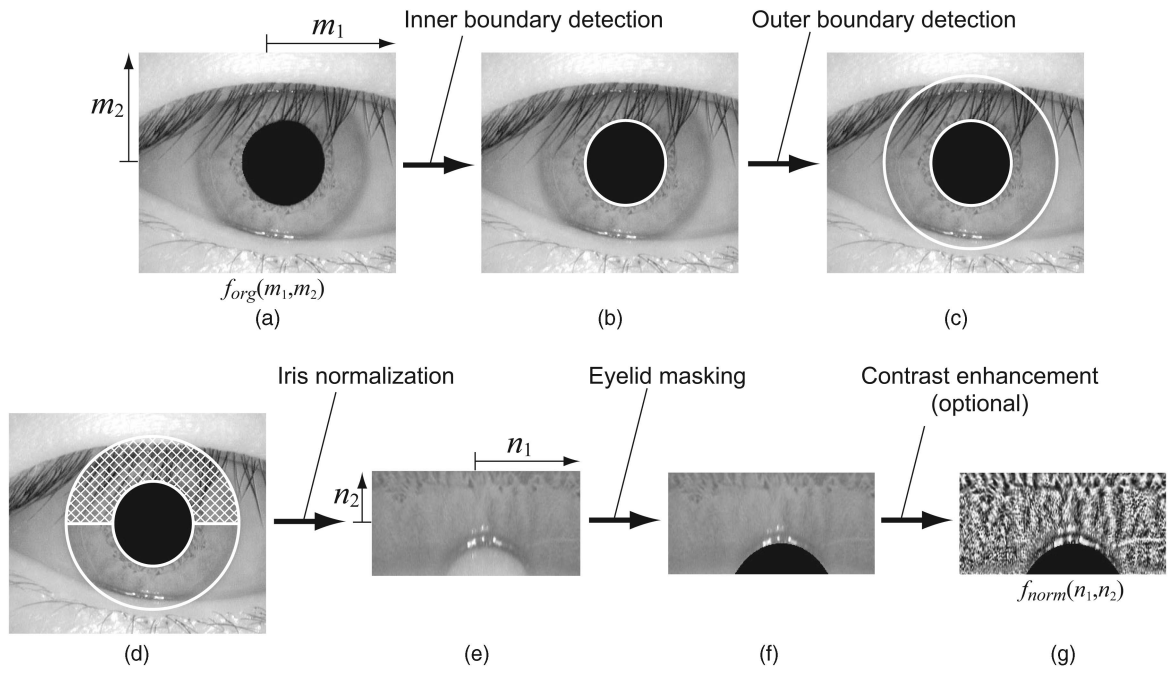 m1
Inner boundary detection
Outer boundary detection
m2
forg(m1,m2)
(a)
(b)
(c)
Iris normalization
Eyelid masking
Contrast enhancement
(optional)
n1
n2
fnorm(n1,n2)
(d)
(e)
(f)
(g)